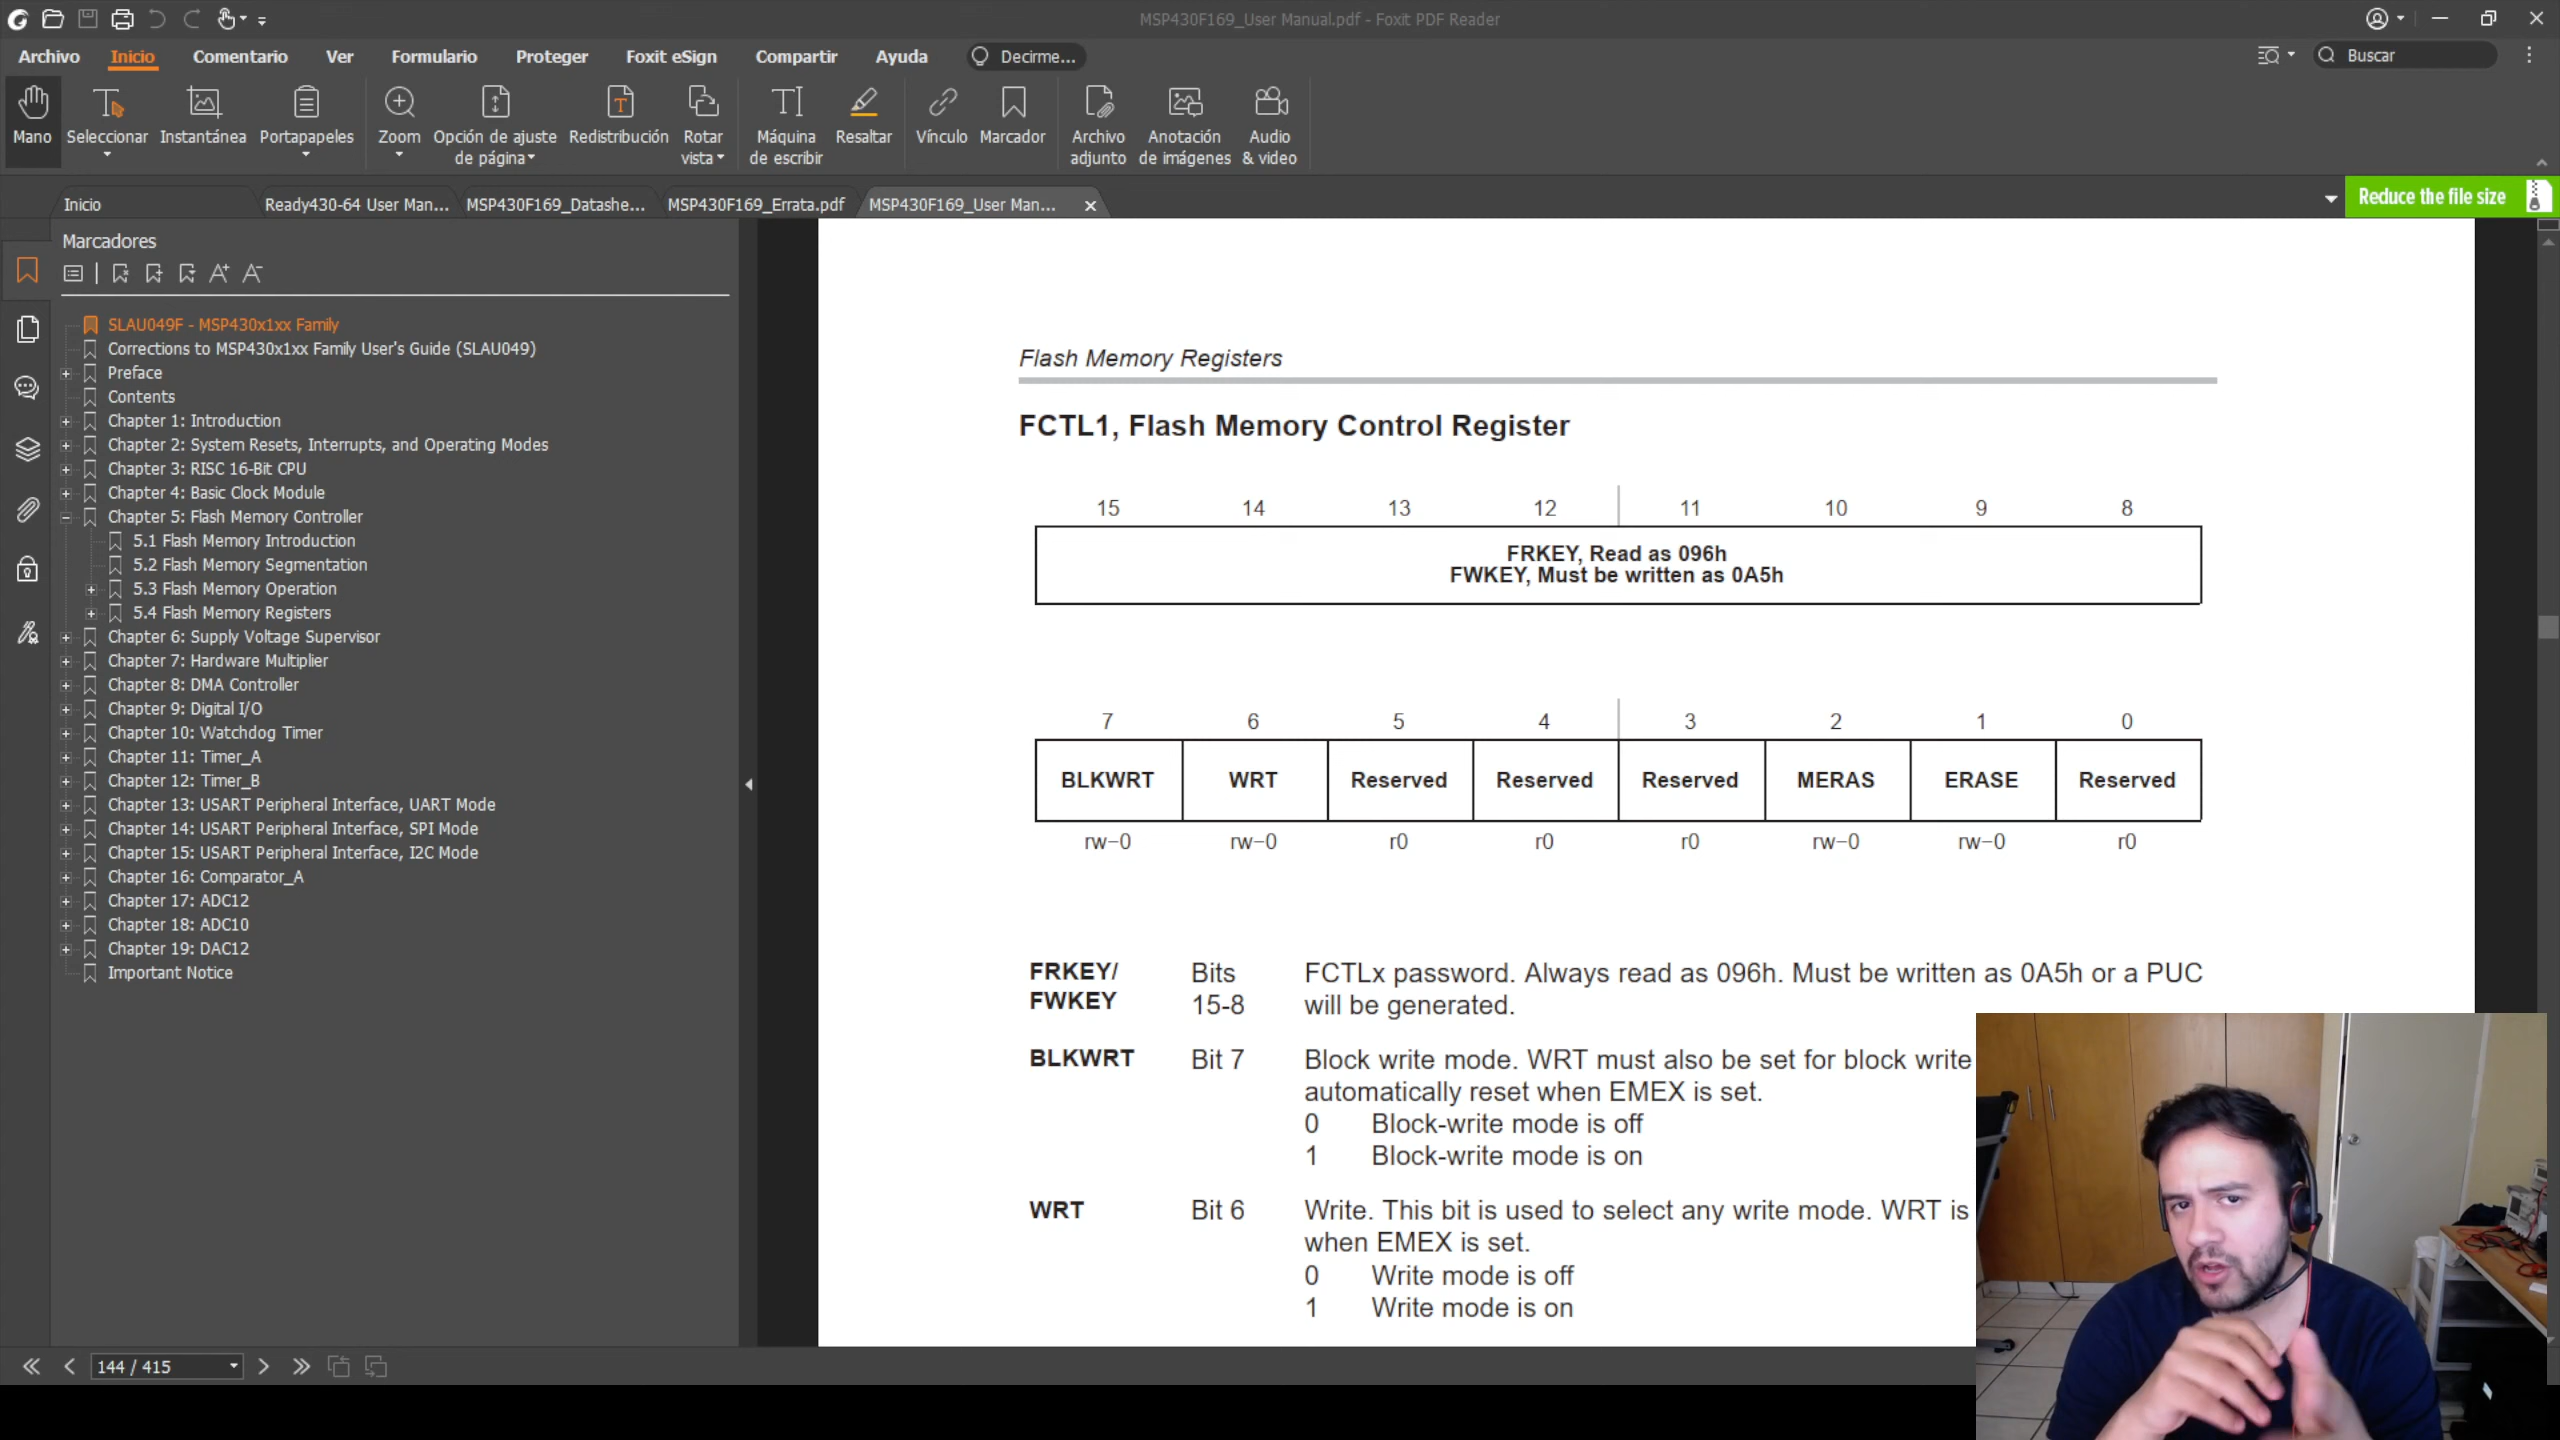 MSP430F169_User Manual.pdf - Foxit PDF Reader
Archivo Inicio Comentario Ver Formulario Proteger Foxit eSign Compartir Ayuda Decirme... Buscar
Mano Seleccionar Instantánea Portapapeles Zoom Opción de ajuste de página Redistribución Rotar vista Máquina de escribir Resaltar Vínculo Marcador Archivo adjunto Anotación de imágenes Audio & video
Inicio Ready430-64 User Man... MSP430F169_Datashe... MSP430F169_Errata.pdf MSP430F169_User Man... Reduce the file size
Marcadores
SLAU049F - MSP430x1xx Family
Corrections to MSP430x1xx Family User's Guide (SLAU049)
Preface
Contents
Chapter 1: Introduction
Chapter 2: System Resets, Interrupts, and Operating Modes
Chapter 3: RISC 16-Bit CPU
Chapter 4: Basic Clock Module
Chapter 5: Flash Memory Controller
5.1 Flash Memory Introduction
5.2 Flash Memory Segmentation
5.3 Flash Memory Operation
5.4 Flash Memory Registers
Chapter 6: Supply Voltage Supervisor
Chapter 7: Hardware Multiplier
Chapter 8: DMA Controller
Chapter 9: Digital I/O
Chapter 10: Watchdog Timer
Chapter 11: Timer_A
Chapter 12: Timer_B
Chapter 13: USART Peripheral Interface, UART Mode
Chapter 14: USART Peripheral Interface, SPI Mode
Chapter 15: USART Peripheral Interface, I2C Mode
Chapter 16: Comparator_A
Chapter 17: ADC12
Chapter 18: ADC10
Chapter 19: DAC12
Important Notice
144 / 415
Flash Memory Registers
FCTL1, Flash Memory Control Register
15 14 13 12 11 10 9 8
FRKEY, Read as 096h
FWKEY, Must be written as 0A5h
7 6 5 4 3 2 1 0
BLKWRT WRT Reserved Reserved Reserved MERAS ERASE Reserved
rw−0 rw−0 r0 r0 r0 rw−0 rw−0 r0
FRKEY/ Bits FCTLx password. Always read as 096h. Must be written as 0A5h or a PUC
FWKEY 15-8 will be generated.
BLKWRT Bit 7 Block write mode. WRT must also be set for block write
automatically reset when EMEX is set.
0 Block-write mode is off
1 Block-write mode is on
WRT Bit 6 Write. This bit is used to select any write mode. WRT is
when EMEX is set.
0 Write mode is off
1 Write mode is on